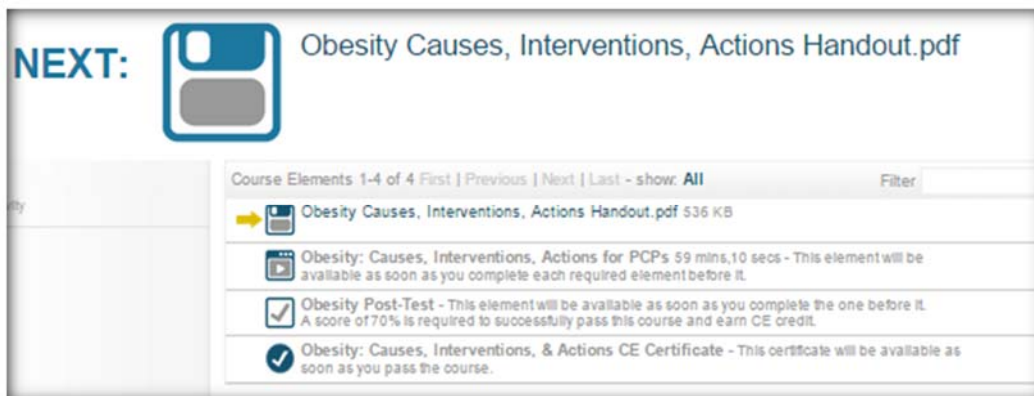 NEXT:
Obesity Causes, Interventions, Actions Handout.pdf
Course Elements 1-4 of 4 First | Previous | Next | Last - show: All
Filter
Obesity Causes, Interventions, Actions Handout.pdf 536 KB
Obesity: Causes, Interventions, Actions for PCPs 59 mins,10 secs - This element will be
available as soon as you complete each required element before it.
Obesity Post-Test - This element will be available as soon as you complete the one before it.
A score of 70% is required to successfully pass this course and earn CE credit.
Obesity: Causes, Interventions, & Actions CE Certificate - This certificate will be available as
soon as you pass the course.